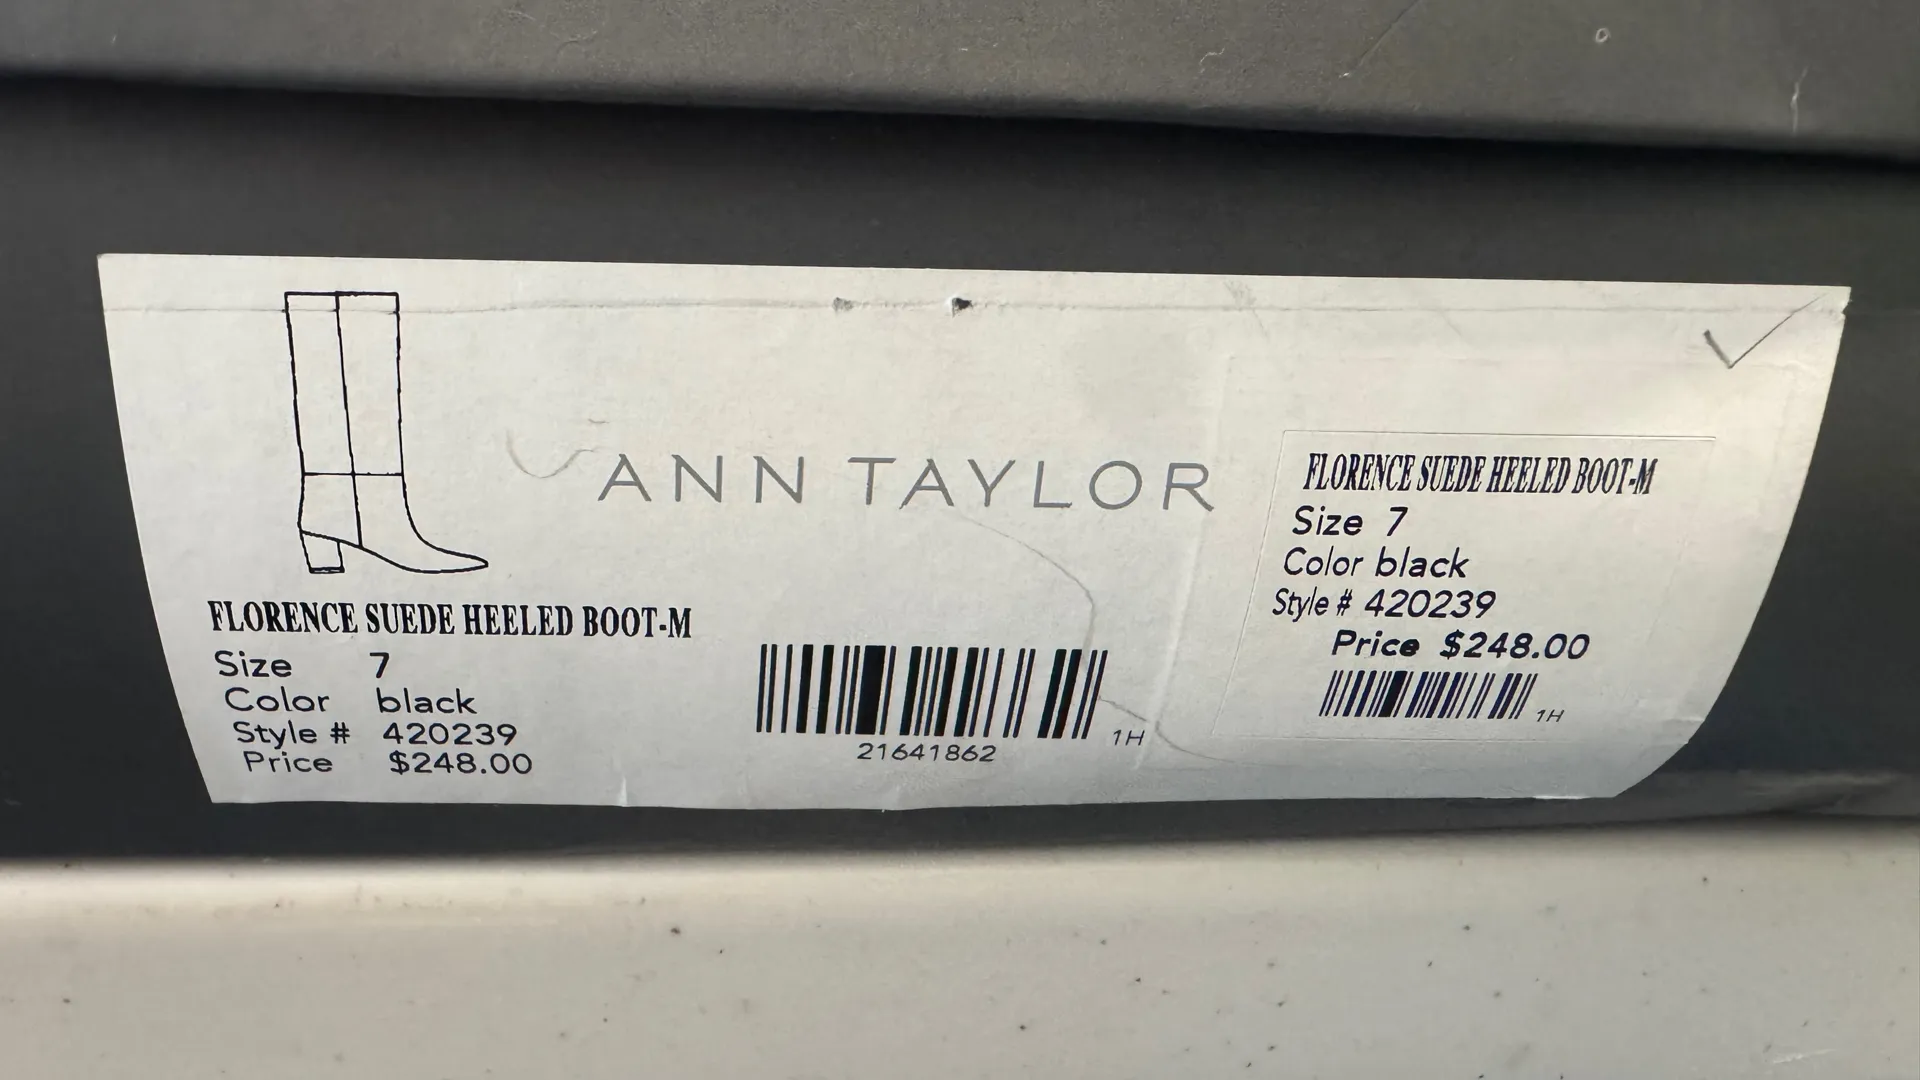 ANN TAYLOR
FLORENCE SUEDE HEELED BOOT-M
Size 7
Color black
Style # 420239
Price $248.00
21641862
1H
FLORENCE SUEDE HEELED BOOT-M
Size 7
Color black
Style # 420239
Price $248.00
1H